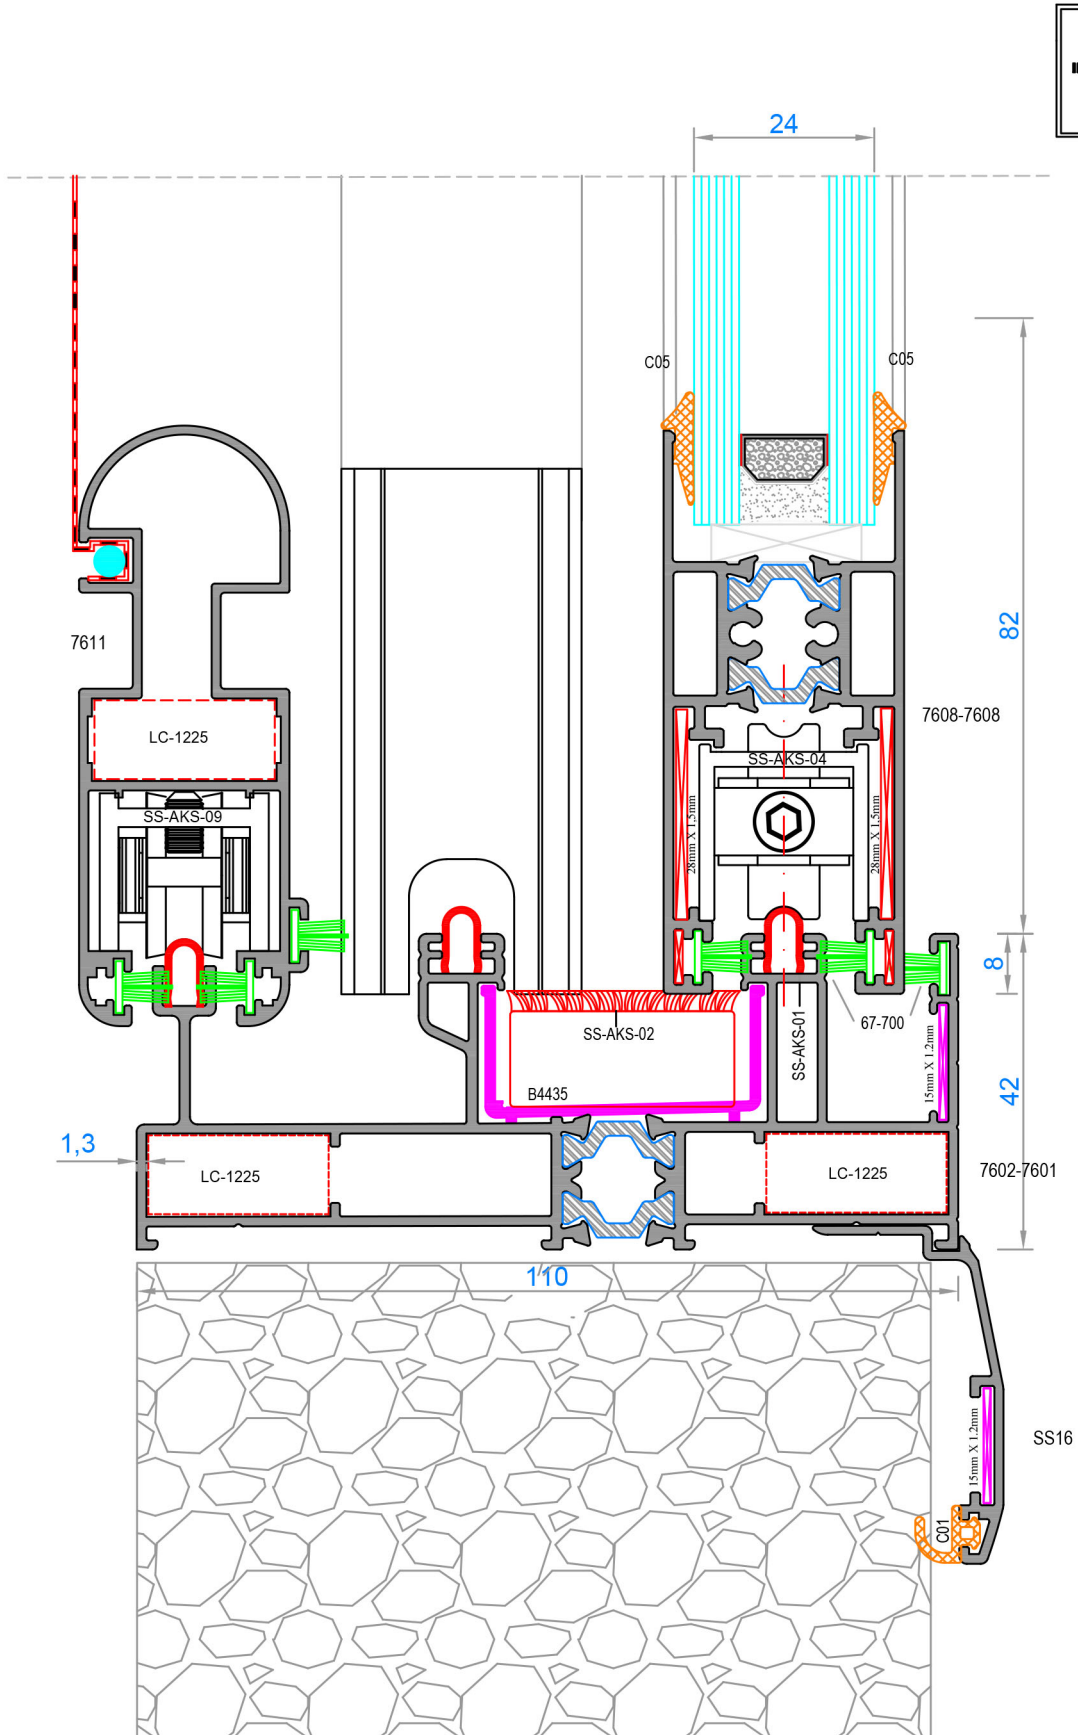 24
C05
C05
82
7611
7608-7608
LC-1225
SS-AKS-04
SS-AKS-09
28mm X 1,5mm
28mm X 1,5mm
8
67-700
SS-AKS-02
SS-AKS-01
15mm X 1.2mm
B4435
42
1,3
LC-1225
LC-1225
7602-7601
110
15mm X 1.2mm
SS16
C01